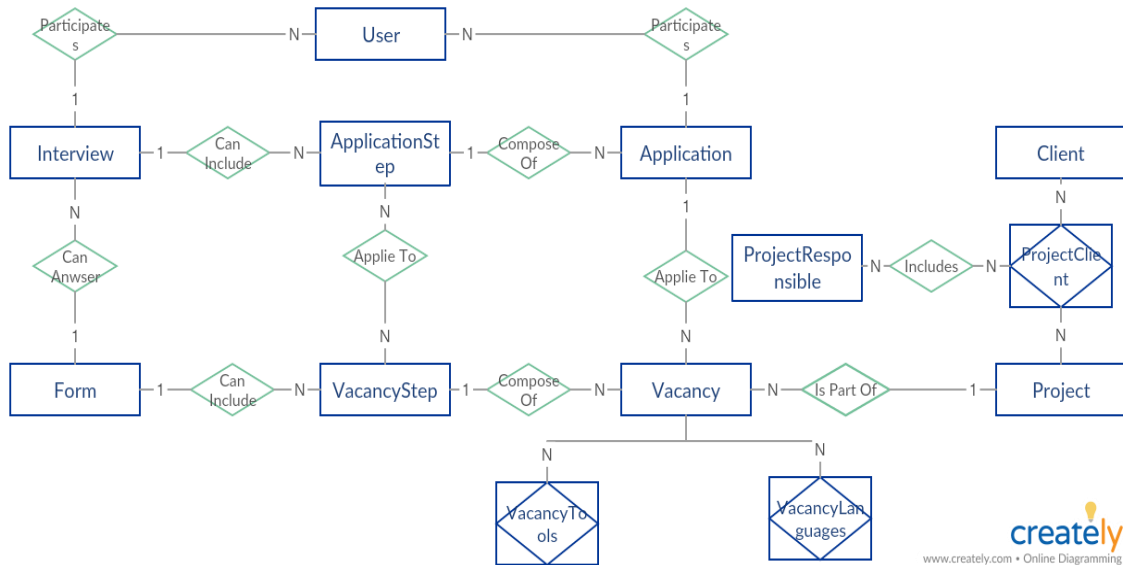 Participate
s
N
User
N
Participate
s
1
1
Interview
1
Can
Include
N
ApplicationSt
ep
1
Compose
Of
N
Application
Client
N
N
1
N
Can
Anwser
Applie To
Applie To
ProjectRespo
nsible
N
Includes
N
ProjectClie
nt
1
N
N
N
Form
1
Can
Include
N
VacancyStep
1
Compose
Of
N
Vacancy
N
Is Part Of
1
Project
N
N
VacancyTo
ols
VacancyLan
guages
creately
www.creately.com • Online Diagramming